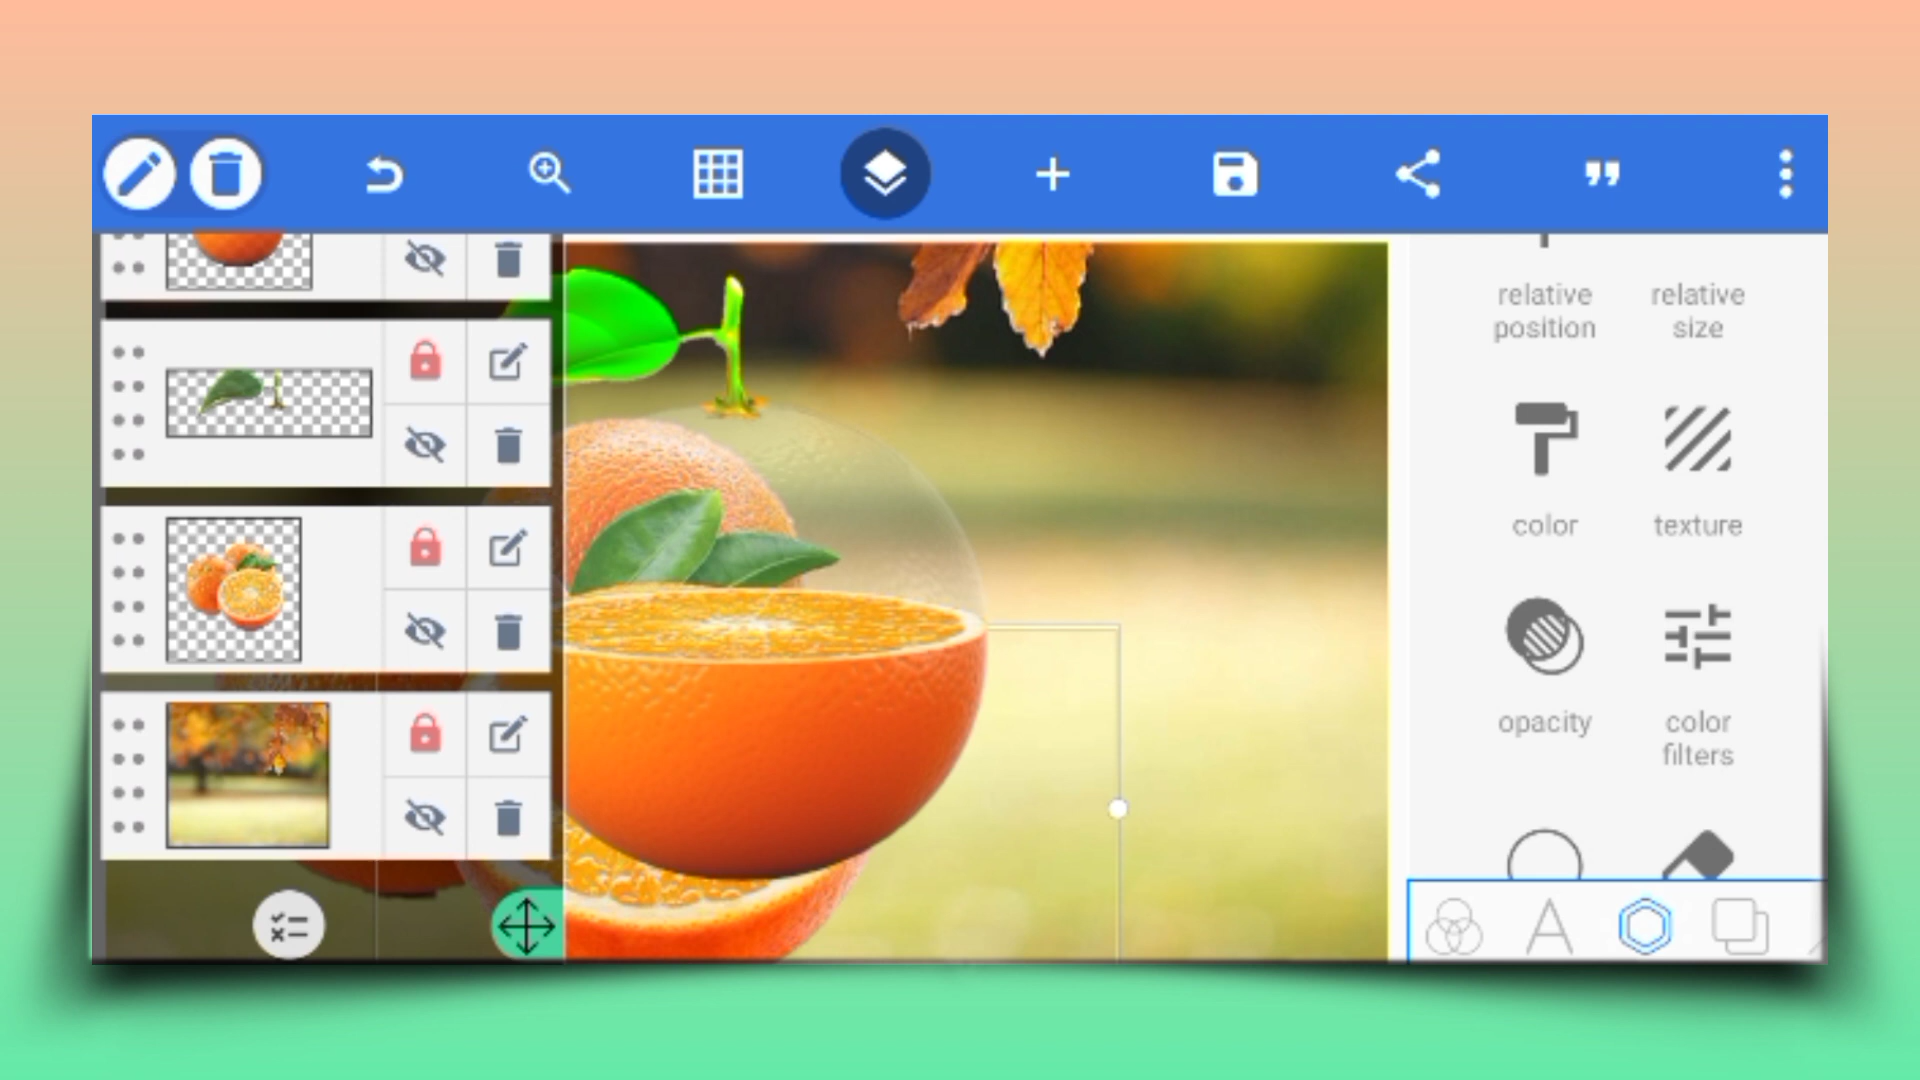 relative
position
relative
size
color
texture
opacity
color
filters